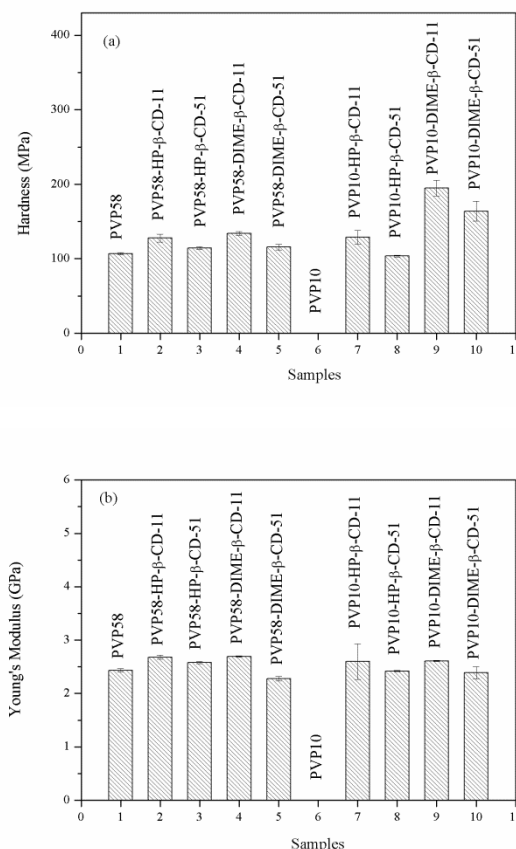 (a)
Hardness (MPa)
400
300
200
100
0
PVP58
PVP58-HP-β-CD-11
PVP58-HP-β-CD-51
PVP58-DIME-β-CD-11
PVP58-DIME-β-CD-51
PVP10
PVP10-HP-β-CD-11
PVP10-HP-β-CD-51
PVP10-DIME-β-CD-11
PVP10-DIME-β-CD-51
0 1 2 3 4 5 6 7 8 9 10 1
Samples
(b)
Young's Modulus (GPa)
6
5
4
3
2
1
0
PVP58
PVP58-HP-β-CD-11
PVP58-HP-β-CD-51
PVP58-DIME-β-CD-11
PVP58-DIME-β-CD-51
PVP10
PVP10-HP-β-CD-11
PVP10-HP-β-CD-51
PVP10-DIME-β-CD-11
PVP10-DIME-β-CD-51
0 1 2 3 4 5 6 7 8 9 10 1
Samples